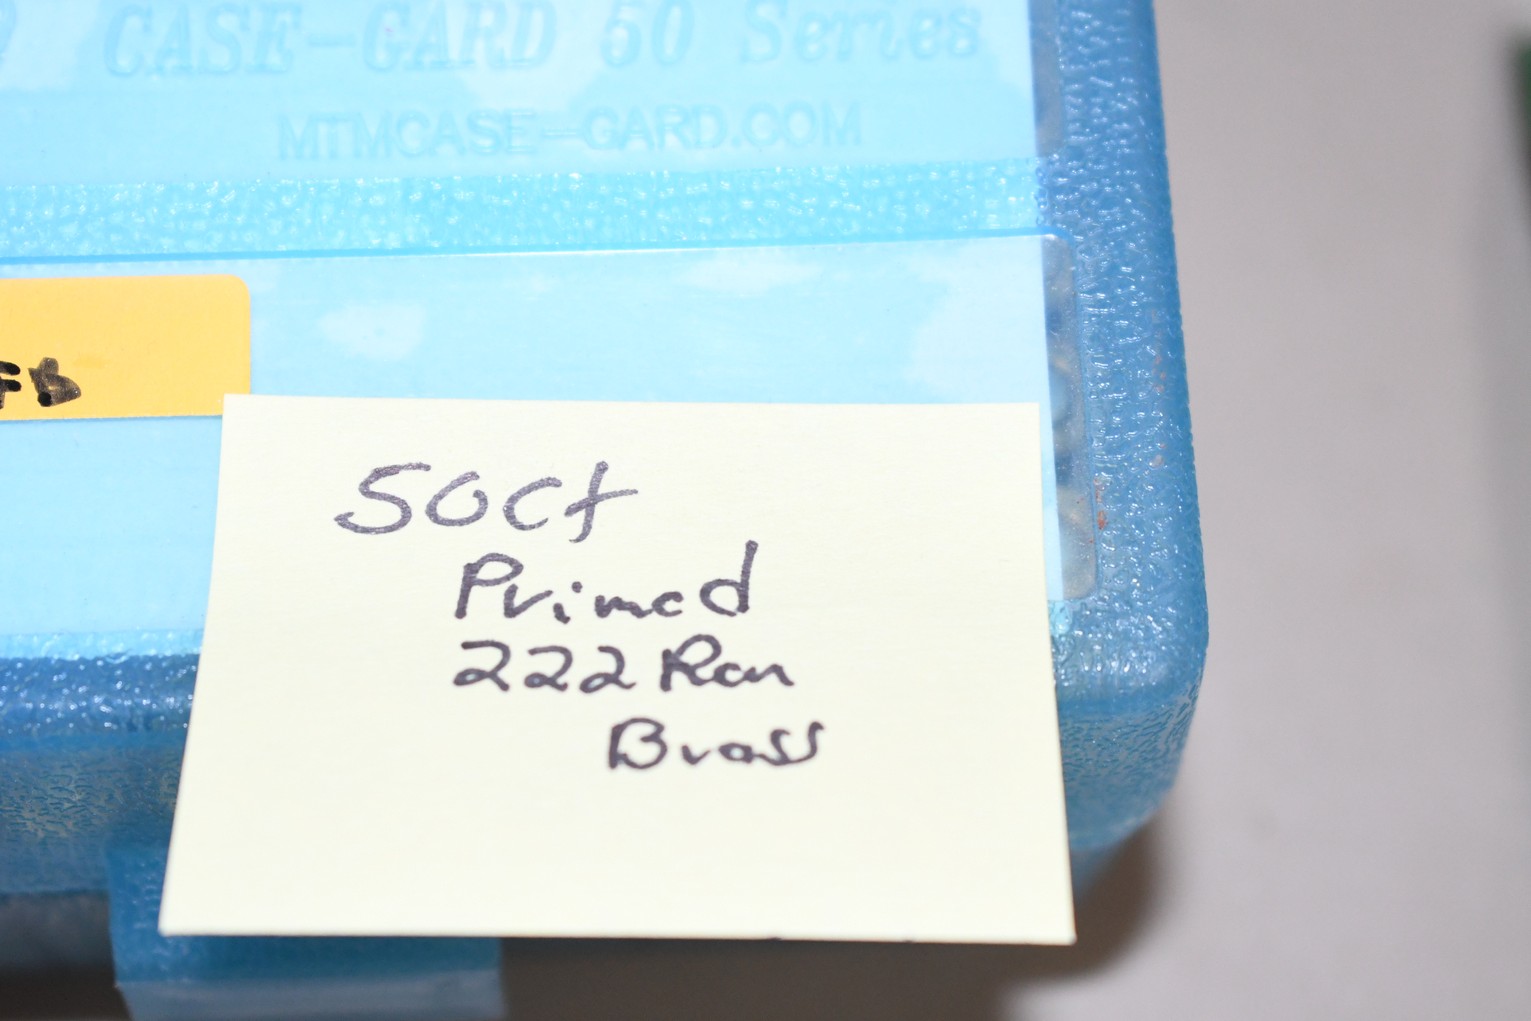 CASE-GARD 50 Series
MTMCASE-GARD.COM
50Ct
Primed
222 Rem
Brass